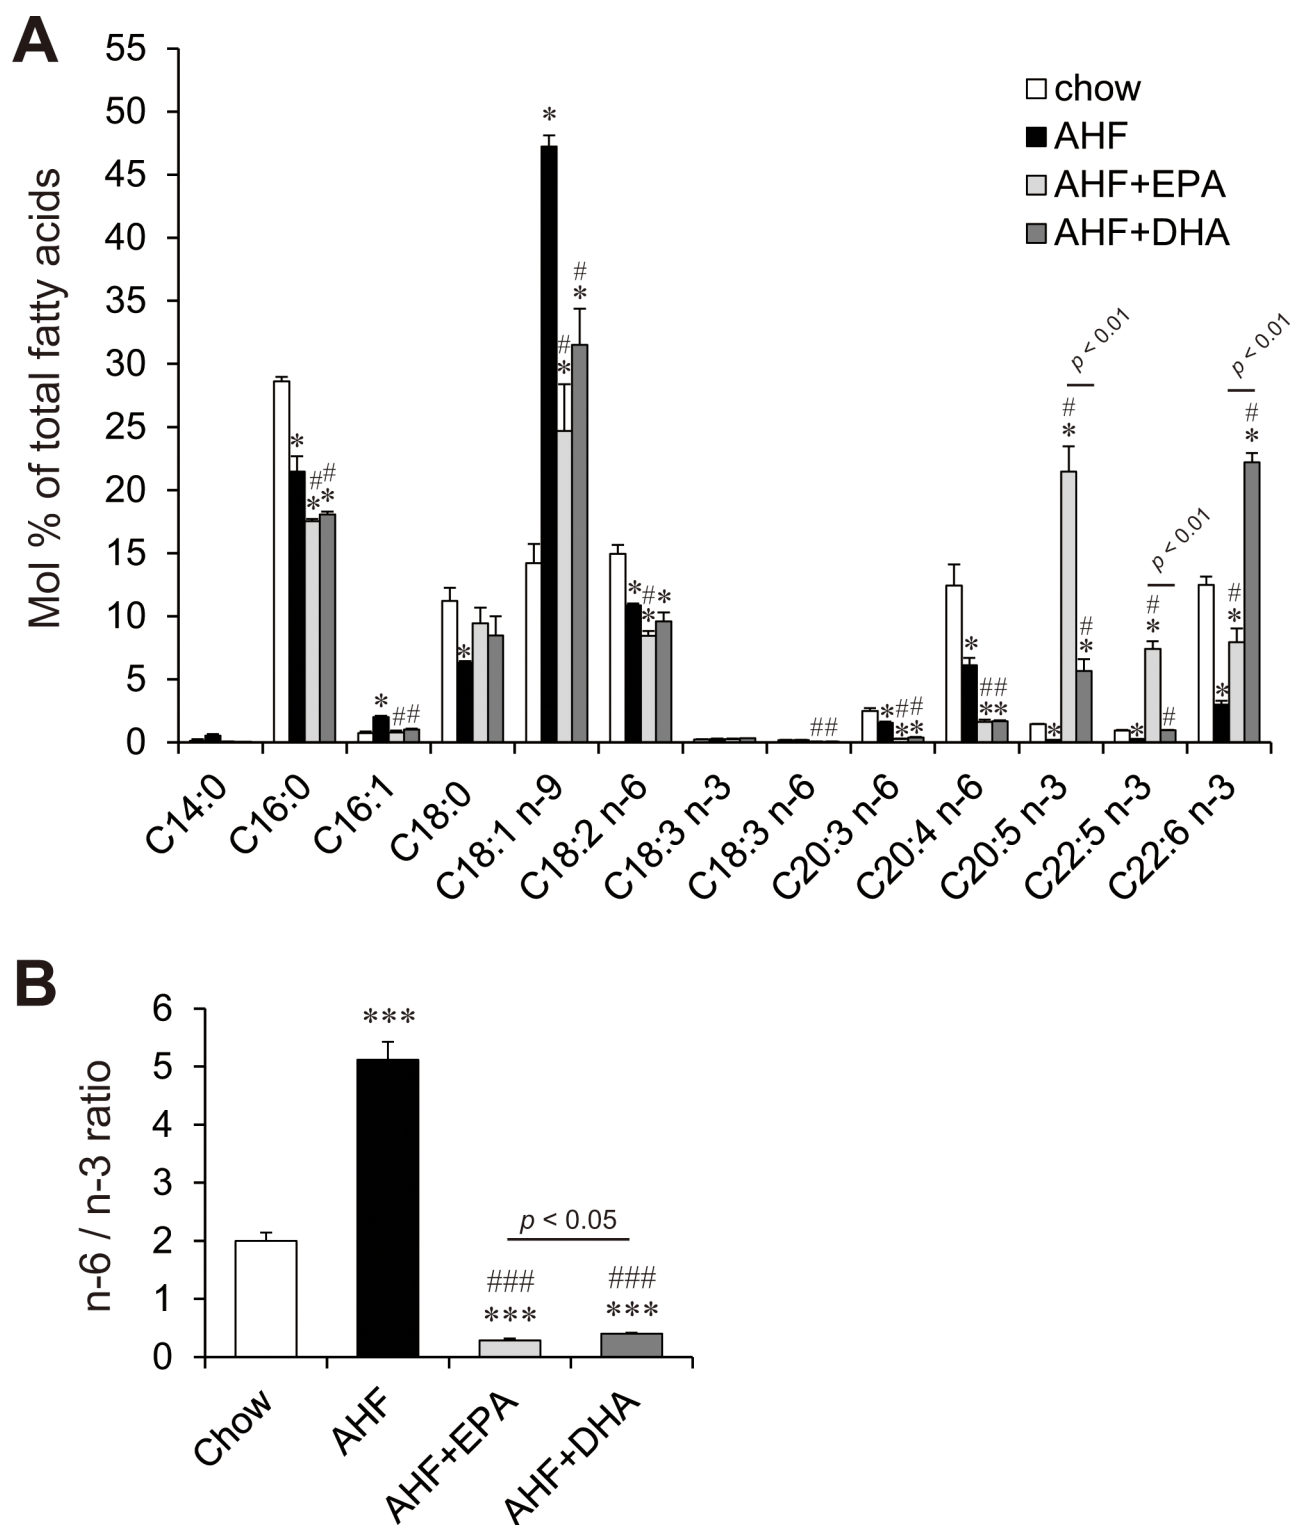 A
Mol % of total fatty acids
55
50
45
40
35
30
25
20
15
10
5
0
chow
AHF
AHF+EPA
AHF+DHA
*
*
#
*
#
*
*
#
#
*
*
#
*
#
*
*
#
*
*
*
#
*
#
*
*
#
*
#
*
#
#
*
#
*
#
*
*
#
*
#
*
*
#
*
#
*
#
*
#
*
#
*
#
*
p < 0.01
p < 0.01
p < 0.01
C14:0
C16:0
C16:1
C18:0
C18:1 n-9
C18:2 n-6
C18:3 n-3
C18:3 n-6
C20:3 n-6
C20:4 n-6
C20:5 n-3
C22:5 n-3
C22:6 n-3
B
n-6 / n-3 ratio
6
5
4
3
2
1
0
***
p < 0.05
### ###
*** ***
Chow
AHF
AHF+EPA
AHF+DHA